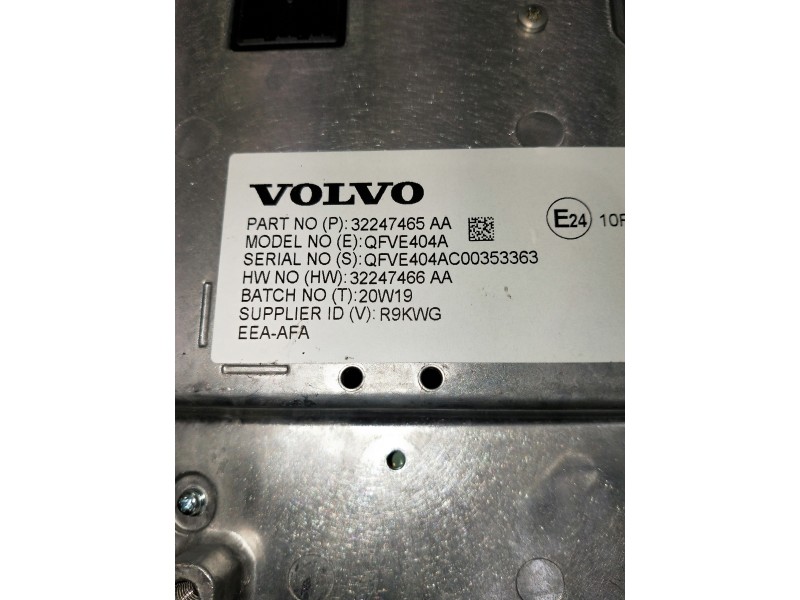 VOLVO
PART NO (P): 32247465 AA
MODEL NO (E): QFVE404A
SERIAL NO (S): QFVE404AC00353363
HW NO (HW): 32247466 AA
BATCH NO (T): 20W19
SUPPLIER ID (V): R9KWG
EEA-AFA
E24 10R